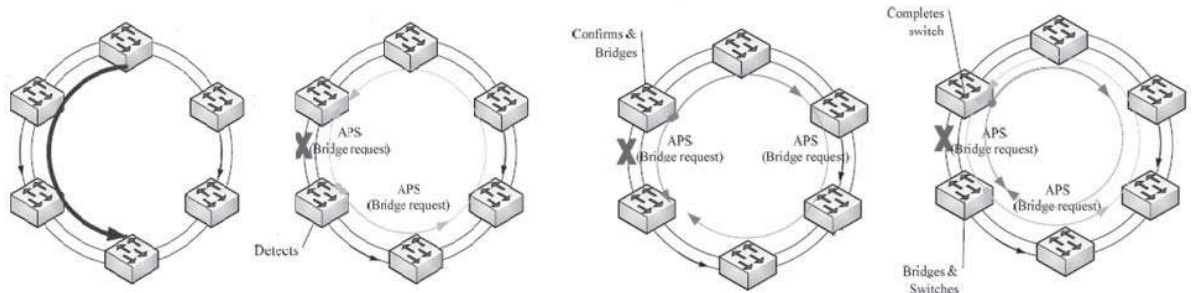 Detects
APS
(Bridge request)
APS
(Bridge request)
Confirms &
Bridges
APS
(Bridge request)
APS
(Bridge request)
Completes
switch
APS
(Bridge request)
APS
(Bridge request)
Bridges &
Switches